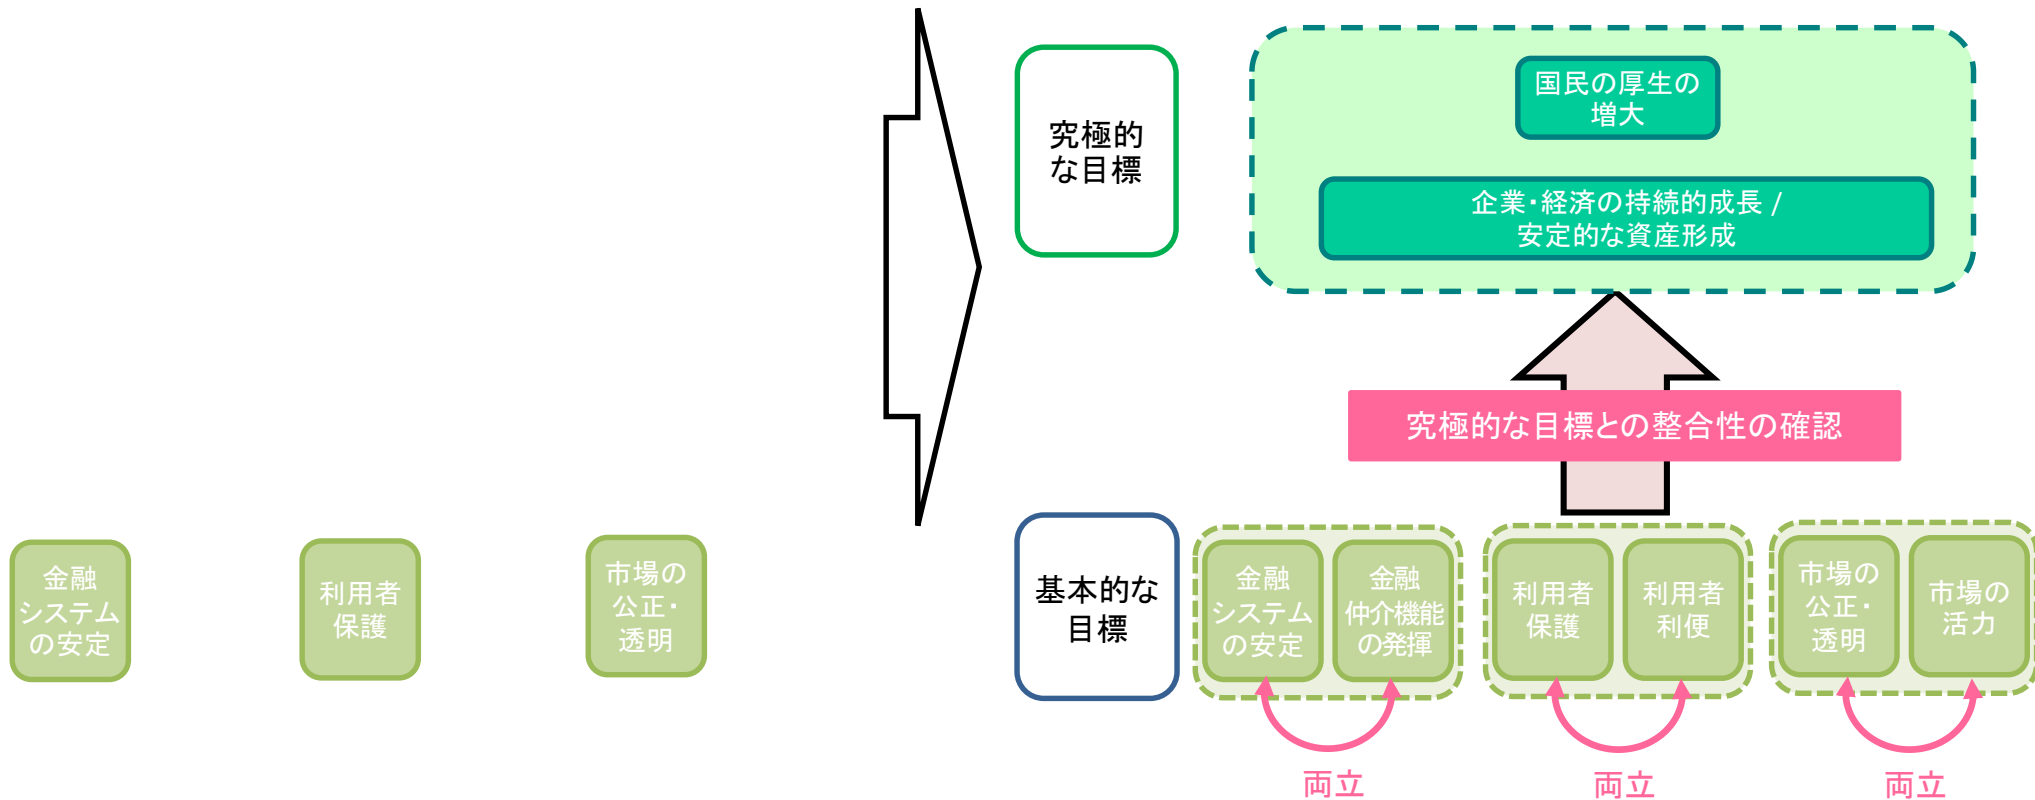 究極的
な目標
国民の厚生の
増大
企業・経済の持続的成長 /
安定的な資産形成
究極的な目標との整合性の確認
金融
システム
の安定
利用者
保護
市場の
公正・
透明
基本的な
目標
金融
システム
の安定
金融
仲介機能
の発揮
利用者
保護
利用者
利便
市場の
公正・
透明
市場の
活力
両立
両立
両立